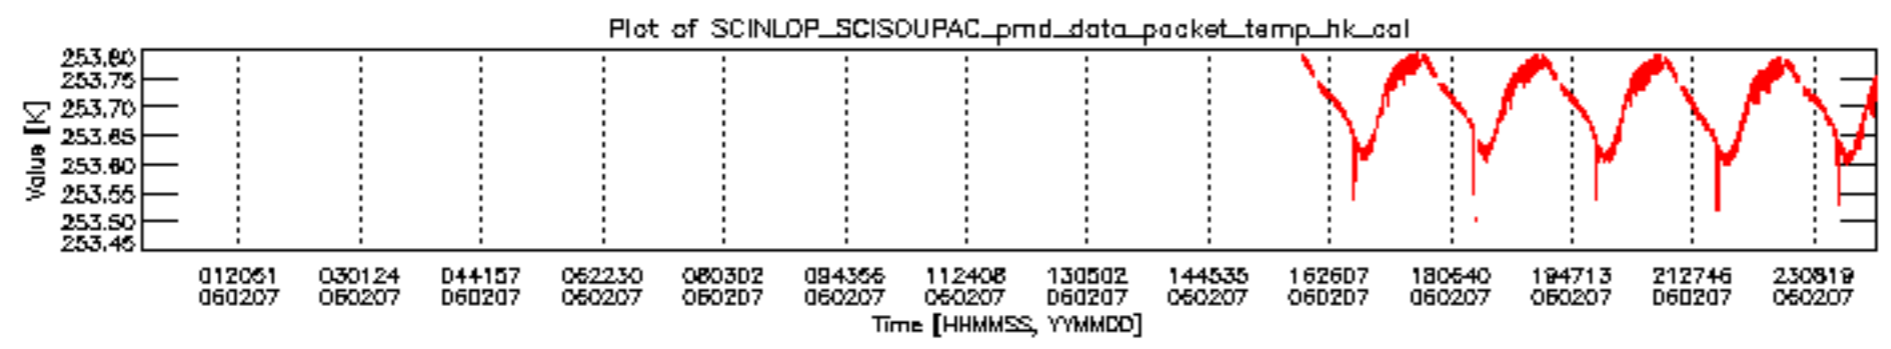 Plot of SCINLOP_SCISOUPAC_pmd_data_packet_temp_hk_cal
253.80
253.75
253.70
253.65
253.60
253.55
253.50
253.45
Value [K]
012051 030124 044157 062230 080302 094355 112408 130502 144535 162607 180640 194713 212746 230819
060207 060207 060207 060207 060207 060207 060207 060207 060207 060207 060207 060207 060207 060207
Time [HHMMSS, YYMMDD]